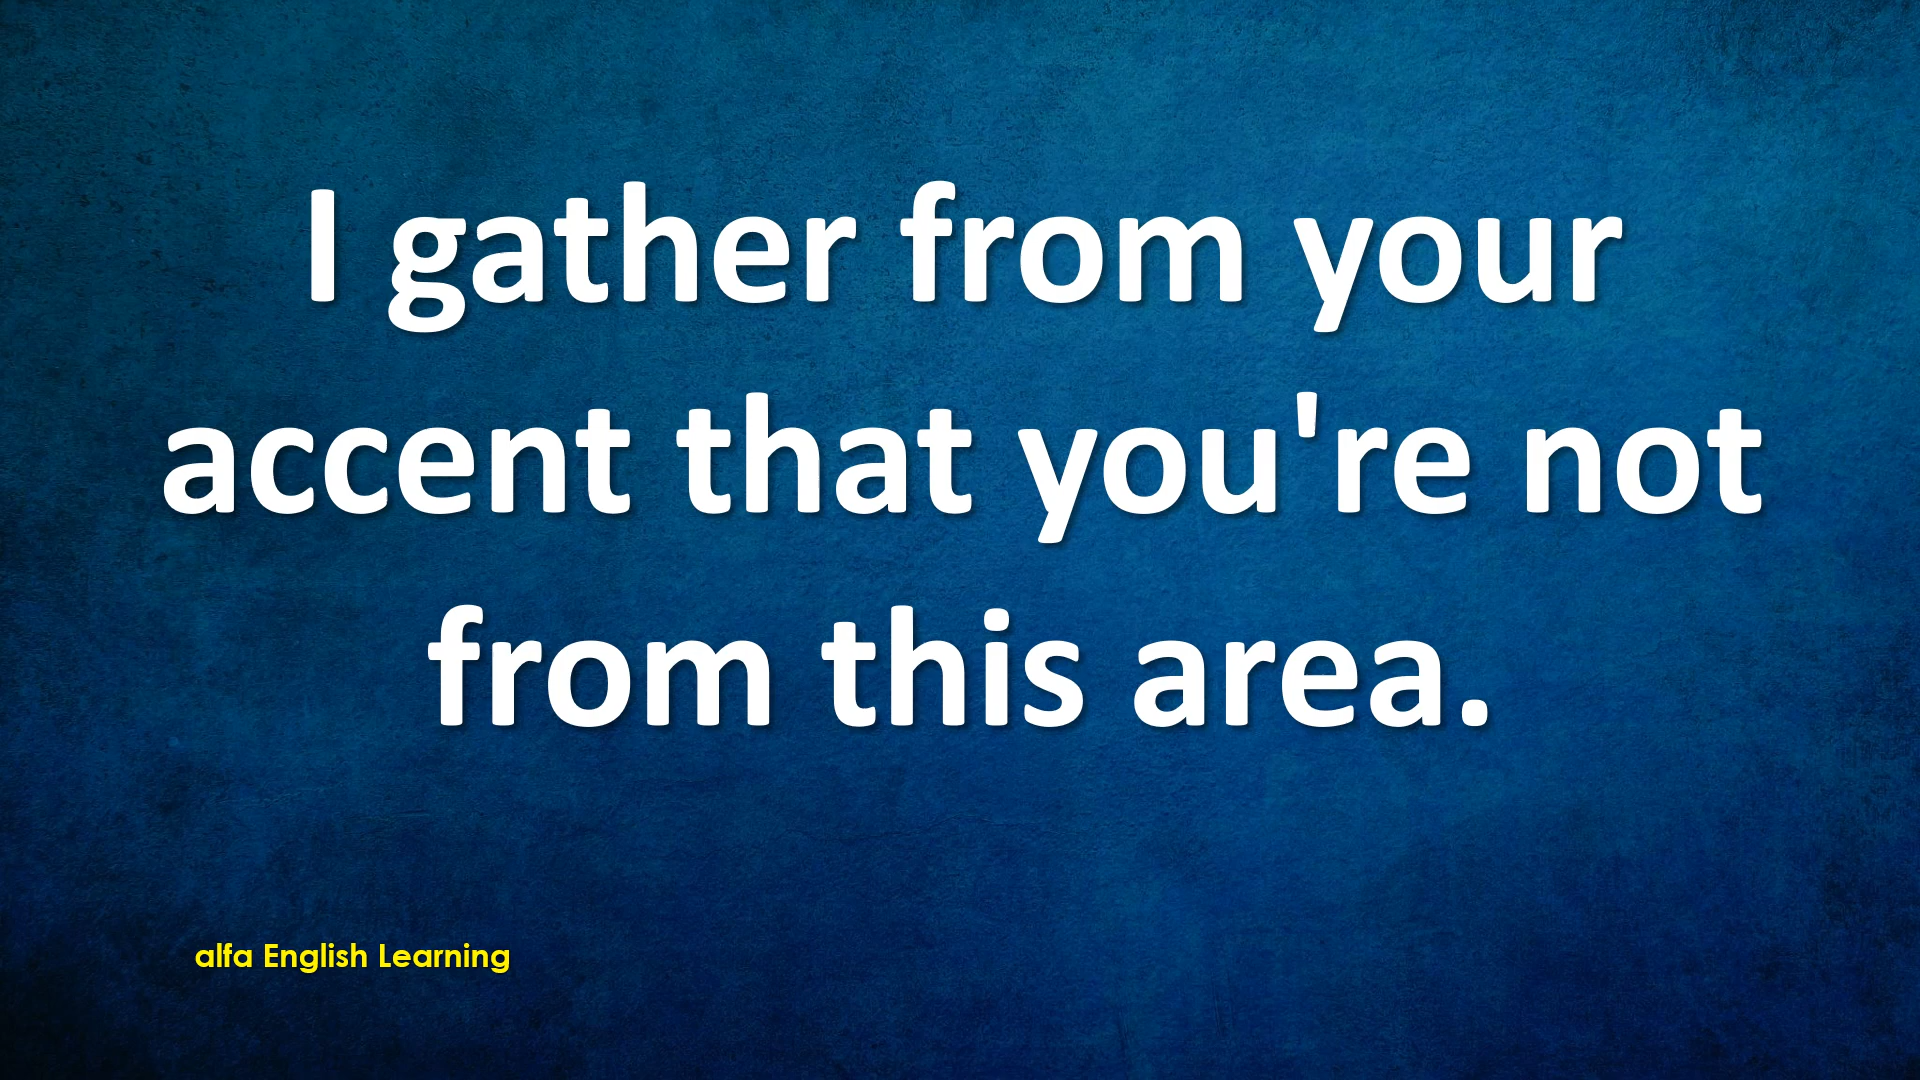 I gather from your
accent that you're not
from this area.
alfa English Learning